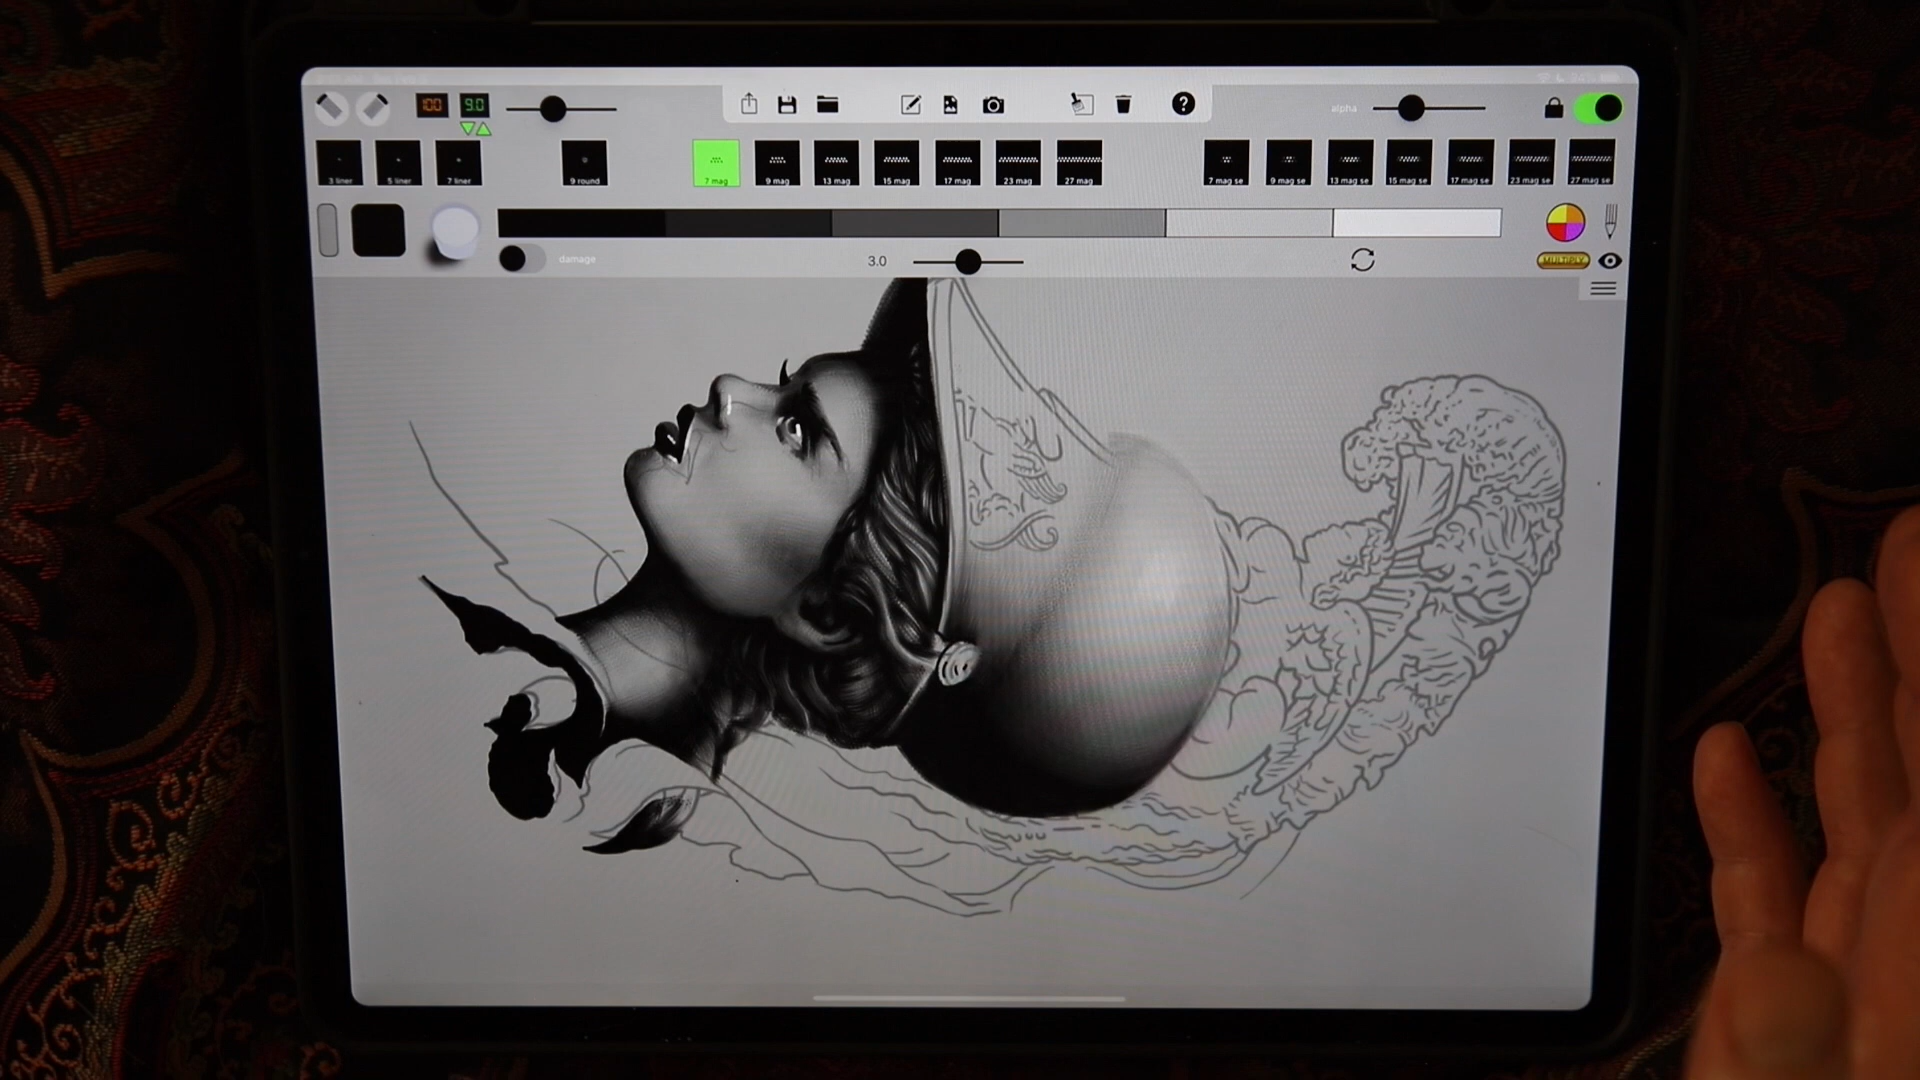 100 9.0 alpha
3 liner 5 liner 7 liner 9 round 7 mag 9 mag 13 mag 15 mag 17 mag 23 mag 27 mag 7 mag se 9 mag se 13 mag se 15 mag se 17 mag se 23 mag se 27 mag se
damage 3.0 MULTIPLY